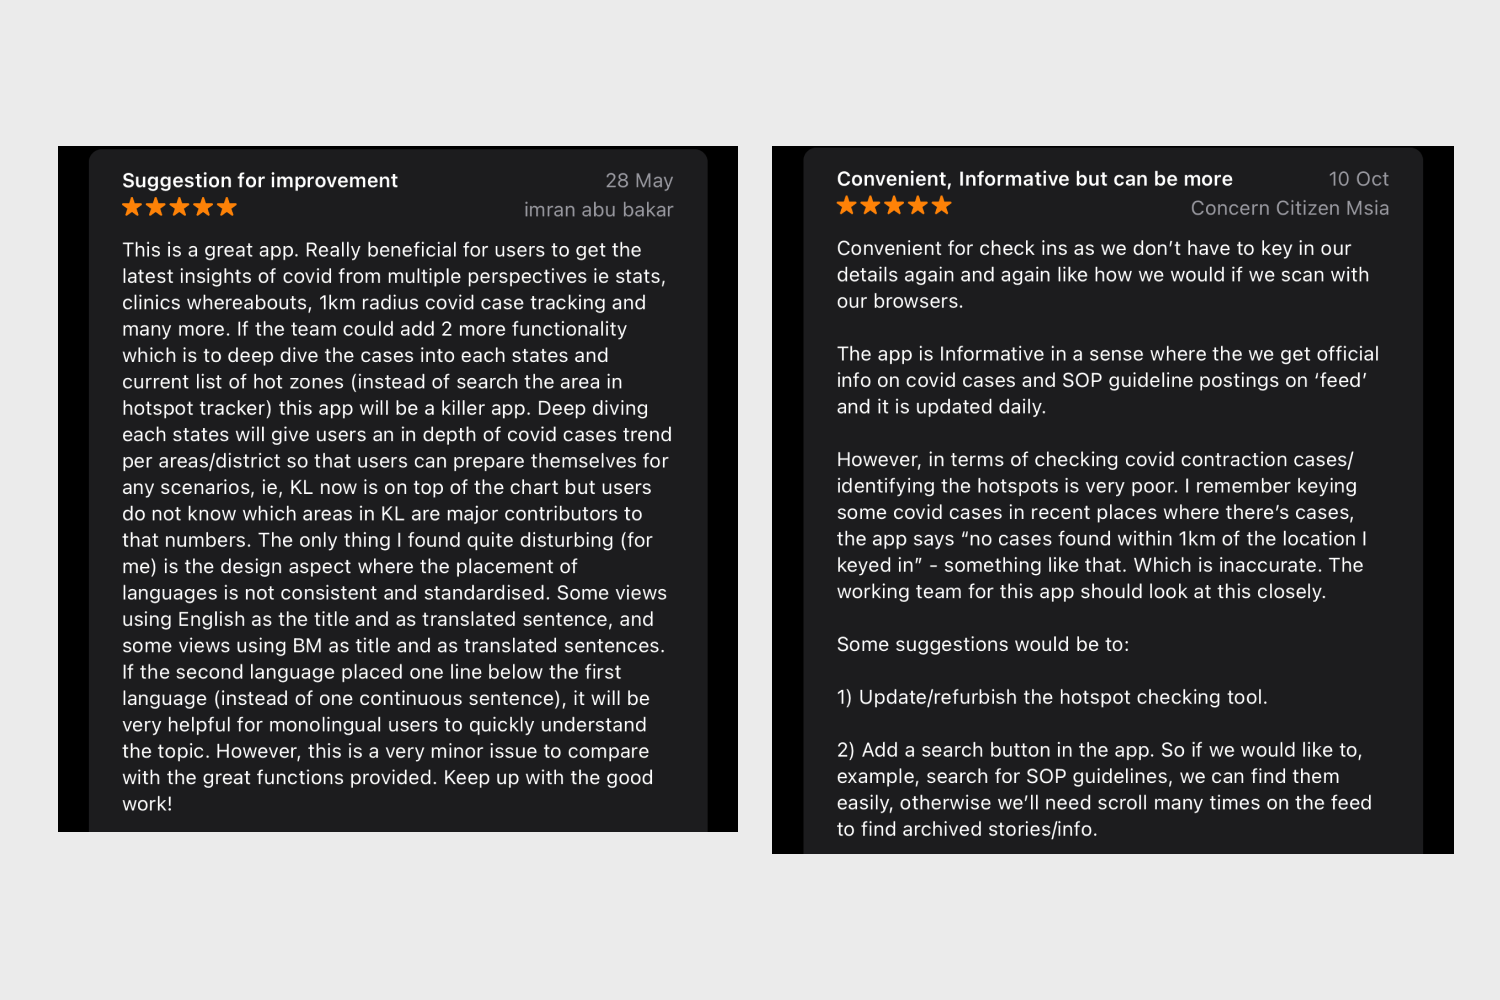 Suggestion for improvement
28 May
imran abu bakar
This is a great app. Really beneficial for users to get the
latest insights of covid from multiple perspectives ie stats,
clinics whereabouts, 1km radius covid case tracking and
many more. If the team could add 2 more functionality
which is to deep dive the cases into each states and
current list of hot zones (instead of search the area in
hotspot tracker) this app will be a killer app. Deep diving
each states will give users an in depth of covid cases trend
per areas/district so that users can prepare themselves for
any scenarios, ie, KL now is on top of the chart but users
do not know which areas in KL are major contributors to
that numbers. The only thing I found quite disturbing (for
me) is the design aspect where the placement of
languages is not consistent and standardised. Some views
using English as the title and as translated sentence, and
some views using BM as title and as translated sentences.
If the second language placed one line below the first
language (instead of one continuous sentence), it will be
very helpful for monolingual users to quickly understand
the topic. However, this is a very minor issue to compare
with the great functions provided. Keep up with the good
work!
Convenient, Informative but can be more
10 Oct
Concern Citizen Msia
Convenient for check ins as we don’t have to key in our
details again and again like how we would if we scan with
our browsers.
The app is Informative in a sense where the we get official
info on covid cases and SOP guideline postings on ‘feed’
and it is updated daily.
However, in terms of checking covid contraction cases/
identifying the hotspots is very poor. I remember keying
some covid cases in recent places where there’s cases,
the app says “no cases found within 1km of the location I
keyed in” - something like that. Which is inaccurate. The
working team for this app should look at this closely.
Some suggestions would be to:
1) Update/refurbish the hotspot checking tool.
2) Add a search button in the app. So if we would like to,
example, search for SOP guidelines, we can find them
easily, otherwise we’ll need scroll many times on the feed
to find archived stories/info.